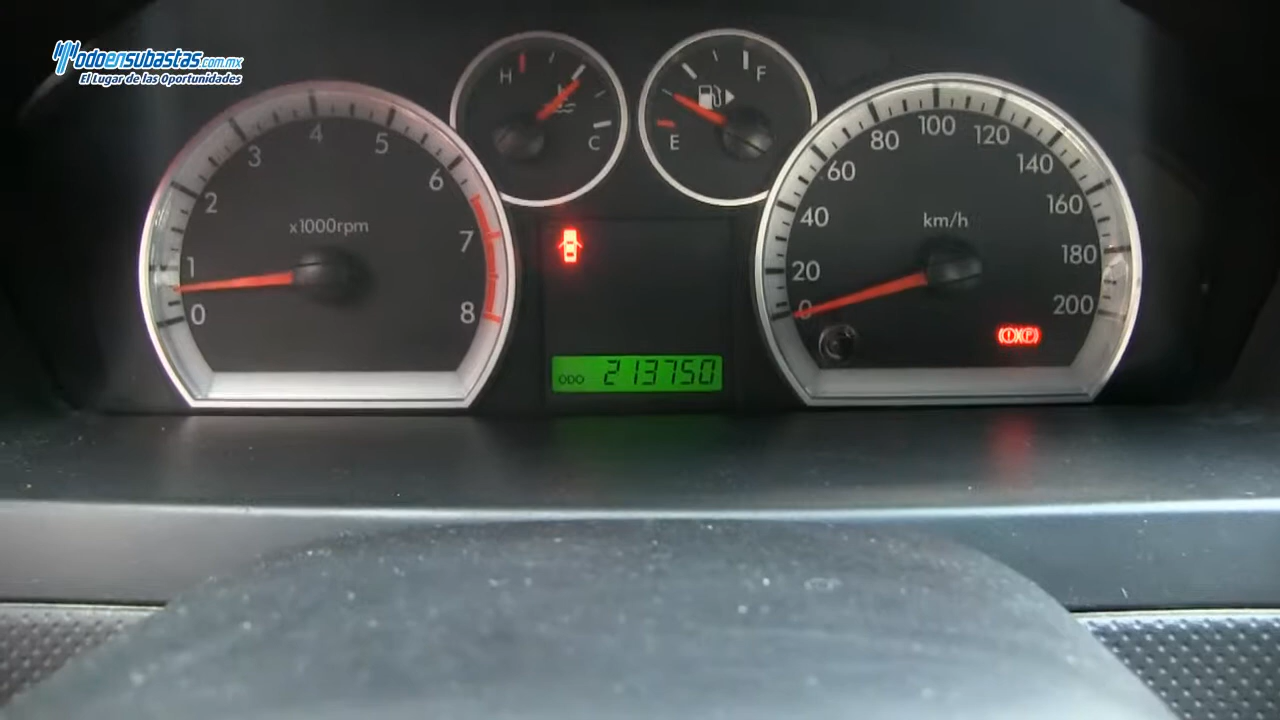 Todoensubastas.com.mx
El Lugar de las Oportunidades
0 1 2 3 4 5 6 7 8
x1000rpm
H C
E F
0 20 40 60 80 100 120 140 160 180 200
km/h
ODO 213750